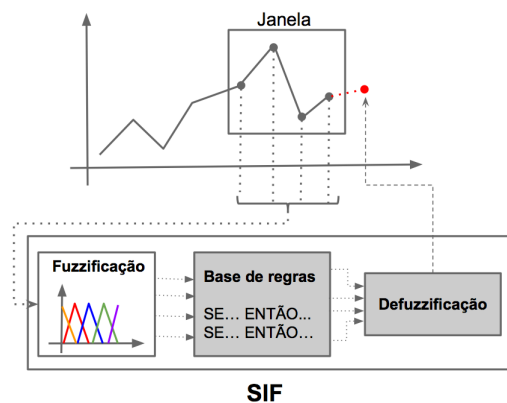 Janela
Fuzzificação
Base de regras
SE... ENTÃO...
SE... ENTÃO...
Defuzzificação
SIF